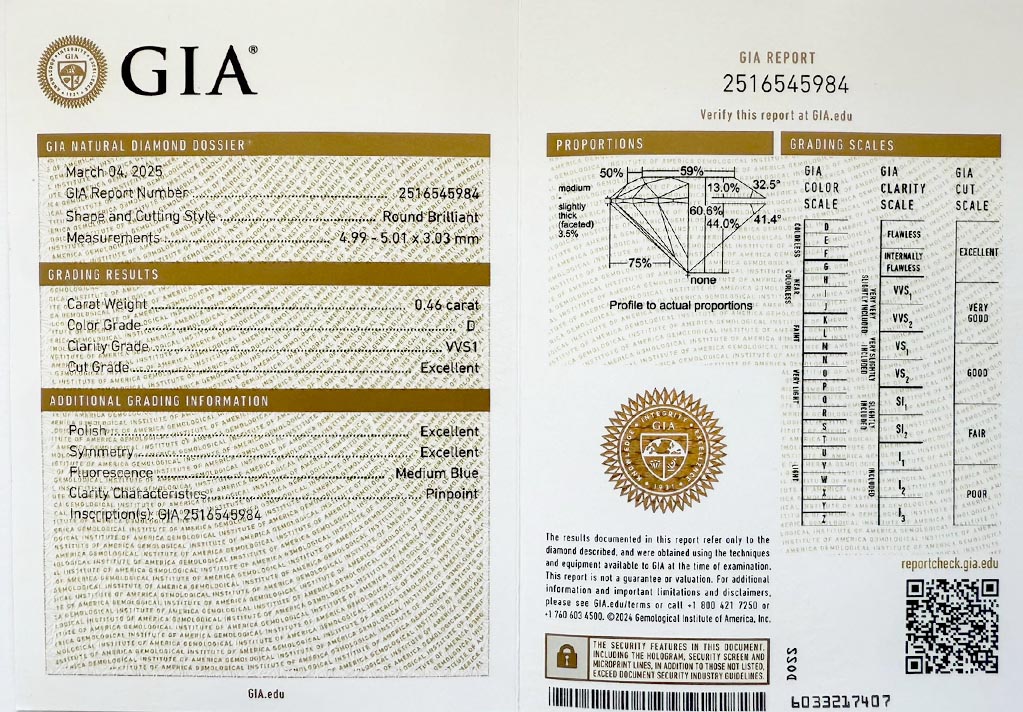 GIA®
GIA NATURAL DIAMOND DOSSIER®
March 04, 2025
GIA Report Number 2516545984
Shape and Cutting Style Round Brilliant
Measurements 4.99 - 5.01 x 3.03 mm
GRADING RESULTS
Carat Weight 0.46 carat
Color Grade D
Clarity Grade VVS1
Cut Grade Excellent
ADDITIONAL GRADING INFORMATION
Polish Excellent
Symmetry Excellent
Fluorescence Medium Blue
Clarity Characteristics Pinpoint
Inscription(s): GIA 2516545984
GIA.edu
GIA REPORT
2516545984
Verify this report at GIA.edu
PROPORTIONS
50%
59%
medium
-
slightly
thick
(faceted)
3.5%
13.0%
32.5°
60.6%
44.0%
41.4°
75%
none
Profile to actual proportions
GIA
The results documented in this report refer only to the
diamond described, and were obtained using the techniques
and equipment available to GIA at the time of examination.
This report is not a guarantee or valuation. For additional
information and important limitations and disclaimers,
please see GIA.edu/terms or call +1 800 421 7250 or
+1 760 603 4500. ©2024 Gemological Institute of America, Inc.
THE SECURITY FEATURES IN THIS DOCUMENT,
INCLUDING THE HOLOGRAM, SECURITY SCREEN AND
MICROPRINT LINES, IN ADDITION TO THOSE NOT LISTED,
EXCEED DOCUMENT SECURITY INDUSTRY GUIDELINES.
GRADING SCALES
GIA
COLOR
SCALE
COLORLESS
NEAR COLORLESS
FAINT
VERY LIGHT
LIGHT
D
E
F
G
H
I
J
K
L
M
N
O
P
Q
R
S
T
U
V
W
X
Y
Z
GIA
CLARITY
SCALE
FLAWLESS
INTERNALLY
FLAWLESS
VERY VERY
SLIGHTLY INCLUDED
VVS1
VVS2
VERY SLIGHTLY
INCLUDED
VS1
VS2
SLIGHTLY
INCLUDED
SI1
SI2
INCLUDED
I1
I2
I3
GIA
CUT
SCALE
EXCELLENT
VERY
GOOD
GOOD
FAIR
POOR
reportcheck.gia.edu
DOSS
6033217407